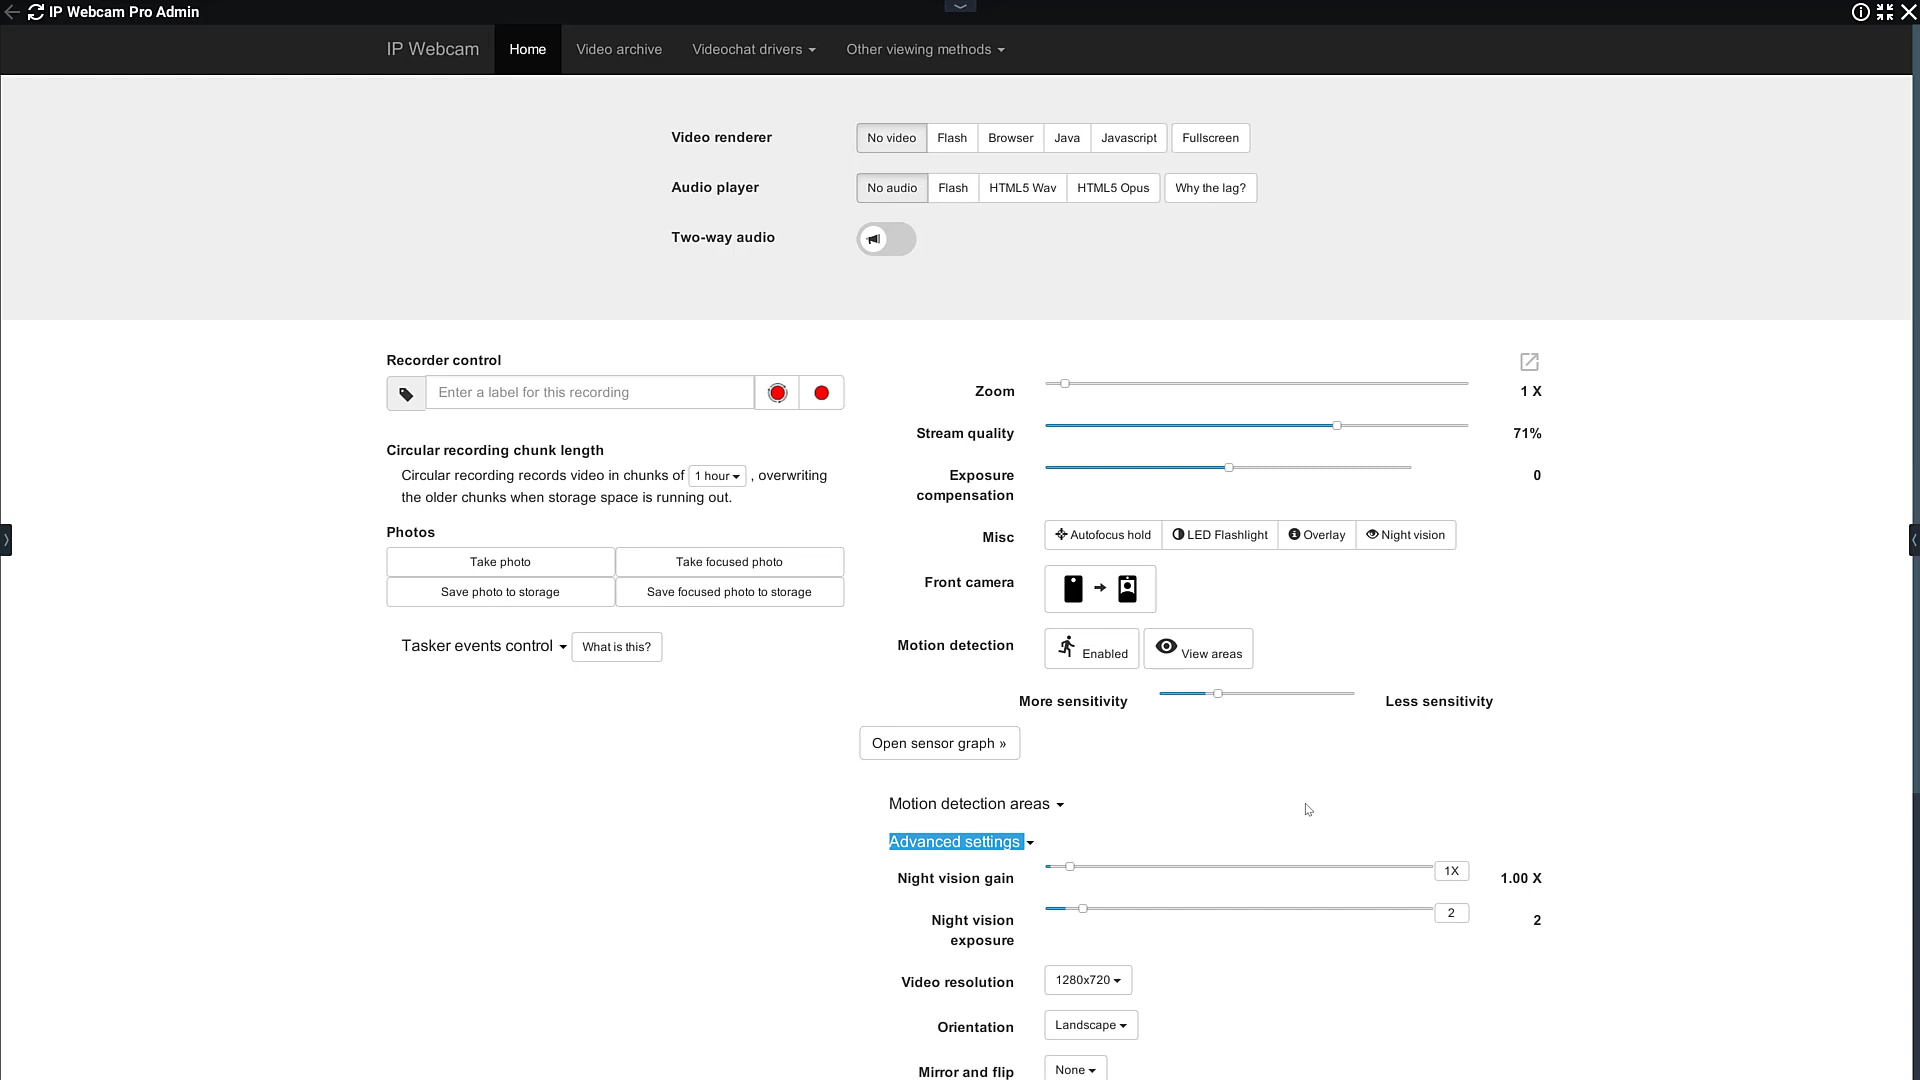 IP Webcam Pro Admin
IP Webcam Home Video archive Videochat drivers Other viewing methods
Video renderer No video Flash Browser Java Javascript Fullscreen
Audio player No audio Flash HTML5 Wav HTML5 Opus Why the lag?
Two-way audio
Recorder control
Enter a label for this recording
Circular recording chunk length
Circular recording records video in chunks of 1 hour , overwriting
the older chunks when storage space is running out.
Photos
Take photo Take focused photo
Save photo to storage Save focused photo to storage
Tasker events control What is this?
Zoom 1 X
Stream quality 71%
Exposure
compensation 0
Misc Autofocus hold LED Flashlight Overlay Night vision
Front camera
Motion detection Enabled View areas
More sensitivity Less sensitivity
Open sensor graph »
Motion detection areas
Advanced settings
Night vision gain 1X 1.00 X
Night vision
exposure 2 2
Video resolution 1280x720
Orientation Landscape
Mirror and flip None